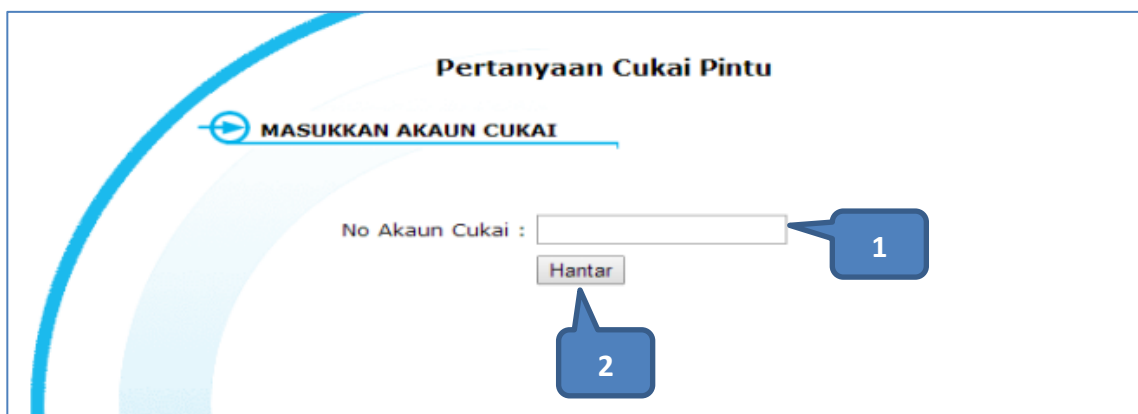 Pertanyaan Cukai Pintu
MASUKKAN AKAUN CUKAI
No Akaun Cukai :
1
Hantar
2